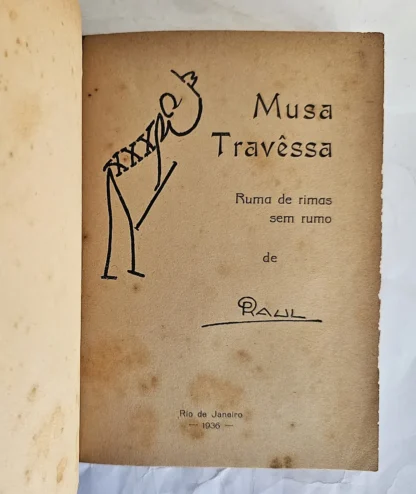 Musa
Travêssa
Ruma de rimas
sem rumo
de
RAUL
Rio de Janeiro
— 1936 —